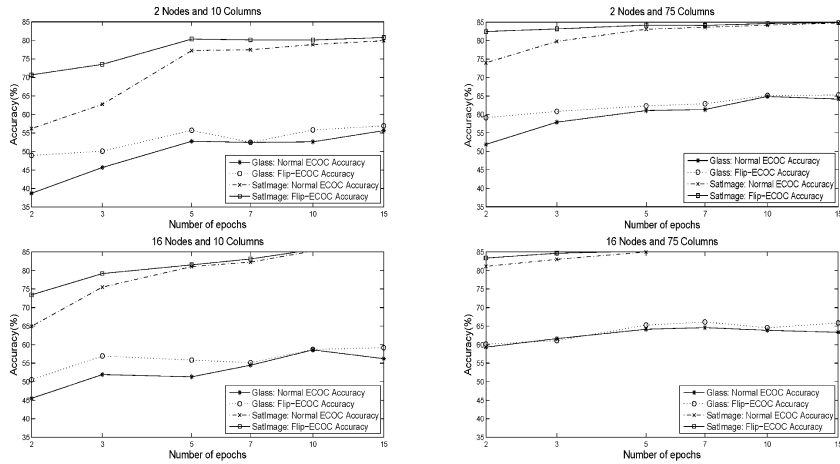 2 Nodes and 10 Columns
85
80
75
70
65
60
55
50
45
40
35
Accuracy(%)
Glass: Normal ECOC Accuracy
Glass: Flip-ECOC Accuracy
SatImage: Normal ECOC Accuracy
SatImage: Flip-ECOC Accuracy
2 3 5 7 10 15
Number of epochs
2 Nodes and 75 Columns
85
80
75
70
65
60
55
50
45
40
35
Accuracy(%)
Glass: Normal ECOC Accuracy
Glass: Flip-ECOC Accuracy
SatImage: Normal ECOC Accuracy
SatImage: Flip-ECOC Accuracy
2 3 5 7 10 15
Number of epochs
16 Nodes and 10 Columns
85
80
75
70
65
60
55
50
45
40
35
Accuracy(%)
Glass: Normal ECOC Accuracy
Glass: Flip-ECOC Accuracy
SatImage: Normal ECOC Accuracy
SatImage: Flip-ECOC Accuracy
2 3 5 7 10 15
Number of epochs
16 Nodes and 75 Columns
85
80
75
70
65
60
55
50
45
40
35
Accuracy(%)
Glass: Normal ECOC Accuracy
Glass: Flip-ECOC Accuracy
SatImage: Normal ECOC Accuracy
SatImage: Flip-ECOC Accuracy
2 3 5 7 10 15
Number of epochs